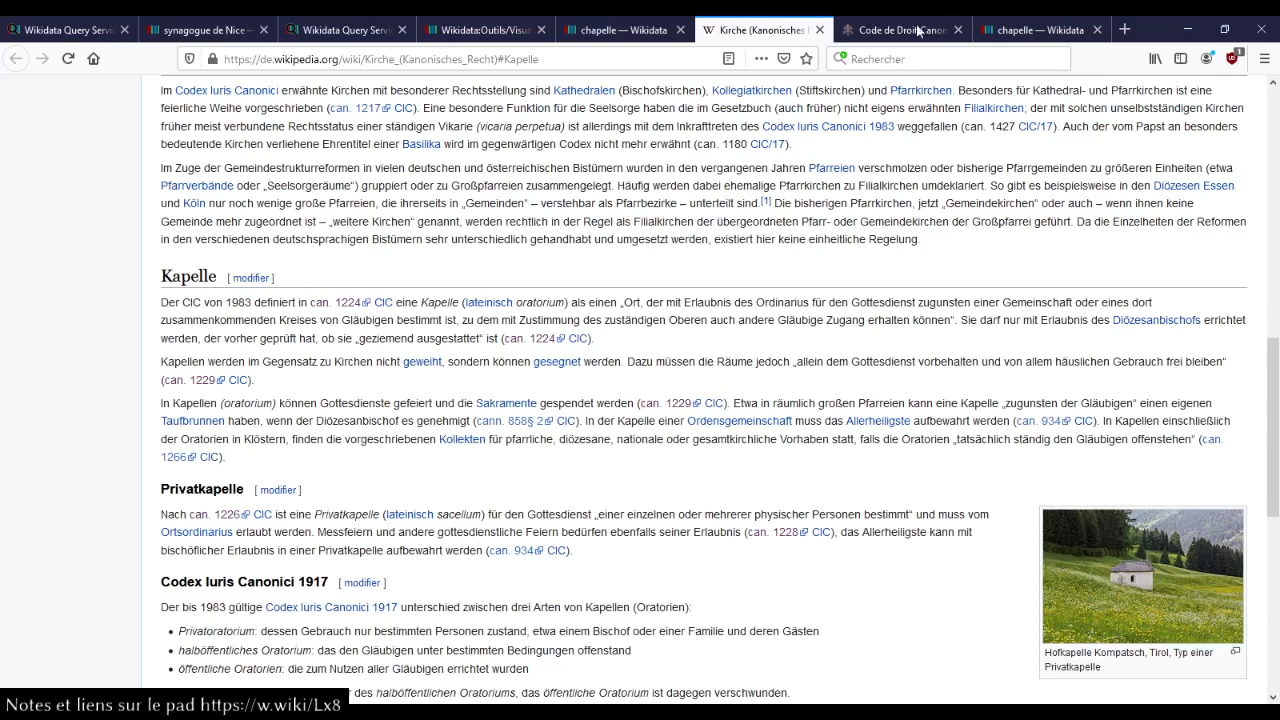 Wikidata Query Servi
synagogue de Nice –
Wikidata Query Servi
Wikidata:Outils/Visu
chapelle — Wikidata
Kirche (Kanonisches
Code de Droit Canon
chapelle — Wikidata
https://de.wikipedia.org/wiki/Kirche_(Kanonisches_Recht)#Kapelle
Rechercher
1
Im Codex Iuris Canonici erwähnte Kirchen mit besonderer Rechtsstellung sind Kathedralen (Bischofskirchen), Kollegiatkirchen (Stiftskirchen) und Pfarrkirchen. Besonders für Kathedral- und Pfarrkirchen ist eine
feierliche Weihe vorgeschrieben (can. 1217 CIC). Eine besondere Funktion für die Seelsorge haben die im Gesetzbuch (auch früher) nicht eigens erwähnten Filialkirchen; der mit solchen unselbstständigen Kirchen
früher meist verbundene Rechtsstatus einer ständigen Vikarie (vicaria perpetua) ist allerdings mit dem Inkrafttreten des Codex Iuris Canonici 1983 weggefallen (can. 1427 CIC/17). Auch der vom Papst an besonders
bedeutende Kirchen verliehene Ehrentitel einer Basilika wird im gegenwärtigen Codex nicht mehr erwähnt (can. 1180 CIC/17).
Im Zuge der Gemeindestrukturreformen in vielen deutschen und österreichischen Bistümern wurden in den vergangenen Jahren Pfarreien verschmolzen oder bisherige Pfarrgemeinden zu größeren Einheiten (etwa
Pfarrverbände oder „Seelsorgeräume“) gruppiert oder zu Großpfarreien zusammengelegt. Häufig werden dabei ehemalige Pfarrkirchen zu Filialkirchen umdeklariert. So gibt es beispielsweise in den Diözesen Essen
und Köln nur noch wenige große Pfarreien, die ihrerseits in „Gemeinden“ – verstehbar als Pfarrbezirke – unterteilt sind.[1] Die bisherigen Pfarrkirchen, jetzt „Gemeindekirchen“ oder auch – wenn ihnen keine
Gemeinde mehr zugeordnet ist – „weitere Kirchen“ genannt, werden rechtlich in der Regel als Filialkirchen der übergeordneten Pfarr- oder Gemeindekirchen der Großpfarrei geführt. Da die Einzelheiten der Reformen
in den verschiedenen deutschsprachigen Bistümern sehr unterschiedlich gehandhabt und umgesetzt werden, existiert hier keine einheitliche Regelung.
Kapelle [ modifier ]
Der CIC von 1983 definiert in can. 1224 CIC eine Kapelle (lateinisch oratorium) als einen „Ort, der mit Erlaubnis des Ordinarius für den Gottesdienst zugunsten einer Gemeinschaft oder eines dort
zusammenkommenden Kreises von Gläubigen bestimmt ist, zu dem mit Zustimmung des zuständigen Oberen auch andere Gläubige Zugang erhalten können“. Sie darf nur mit Erlaubnis des Diözesanbischofs errichtet
werden, der vorher geprüft hat, ob sie „geziemend ausgestattet“ ist (can. 1224 CIC).
Kapellen werden im Gegensatz zu Kirchen nicht geweiht, sondern können gesegnet werden. Dazu müssen die Räume jedoch „allein dem Gottesdienst vorbehalten und von allem häuslichen Gebrauch frei bleiben“
(can. 1229 CIC).
In Kapellen (oratorium) können Gottesdienste gefeiert und die Sakramente gespendet werden (can. 1229 CIC). Etwa in räumlich großen Pfarreien kann eine Kapelle „zugunsten der Gläubigen“ einen eigenen
Taufbrunnen haben, wenn der Diözesanbischof es genehmigt (cann. 858§ 2 CIC). In der Kapelle einer Ordensgemeinschaft muss das Allerheiligste aufbewahrt werden (can. 934 CIC). In Kapellen einschließlich
der Oratorien in Klöstern, finden die vorgeschriebenen Kollekten für pfarrliche, diözesane, nationale oder gesamtkirchliche Vorhaben statt, falls die Oratorien „tatsächlich ständig den Gläubigen offenstehen“ (can.
1266 CIC).
Privatkapelle [ modifier ]
Nach can. 1226 CIC ist eine Privatkapelle (lateinisch sacellum) für den Gottesdienst „einer einzelnen oder mehrerer physischer Personen bestimmt“ und muss vom
Ortsordinarius erlaubt werden. Messfeiern und andere gottesdienstliche Feiern bedürfen ebenfalls seiner Erlaubnis (can. 1228 CIC), das Allerheiligste kann mit
bischöflicher Erlaubnis in einer Privatkapelle aufbewahrt werden (can. 934 CIC).
Hofkapelle Kompatsch, Tirol, Typ einer
Privatkapelle
Codex Iuris Canonici 1917 [ modifier ]
Der bis 1983 gültige Codex Iuris Canonici 1917 unterschied zwischen drei Arten von Kapellen (Oratorien):
• Privatoratorium: dessen Gebrauch nur bestimmten Personen zustand, etwa einem Bischof oder einer Familie und deren Gästen
• halböffentliches Oratorium: das den Gläubigen unter bestimmten Bedingungen offenstand
• öffentliche Oratorien: die zum Nutzen aller Gläubigen errichtet wurden
des halböffentlichen Oratoriums, das öffentliche Oratorium ist dagegen verschwunden.
Notes et liens sur le pad https://w.wiki/Lx8